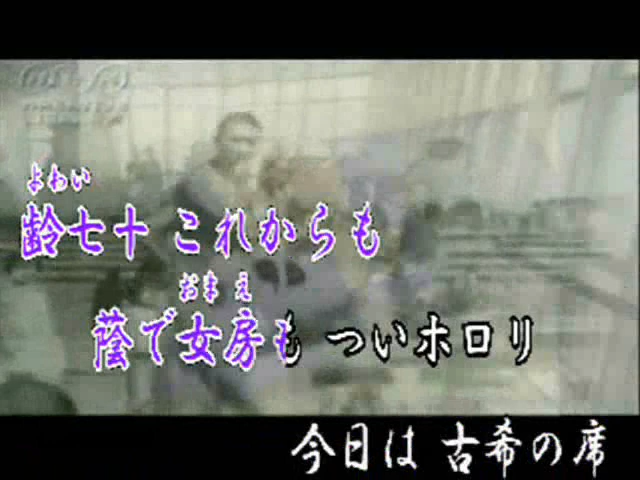 よわい
齢七十 これからも
おまえ
蔭で女房も ついホロリ
今日は 古希の席